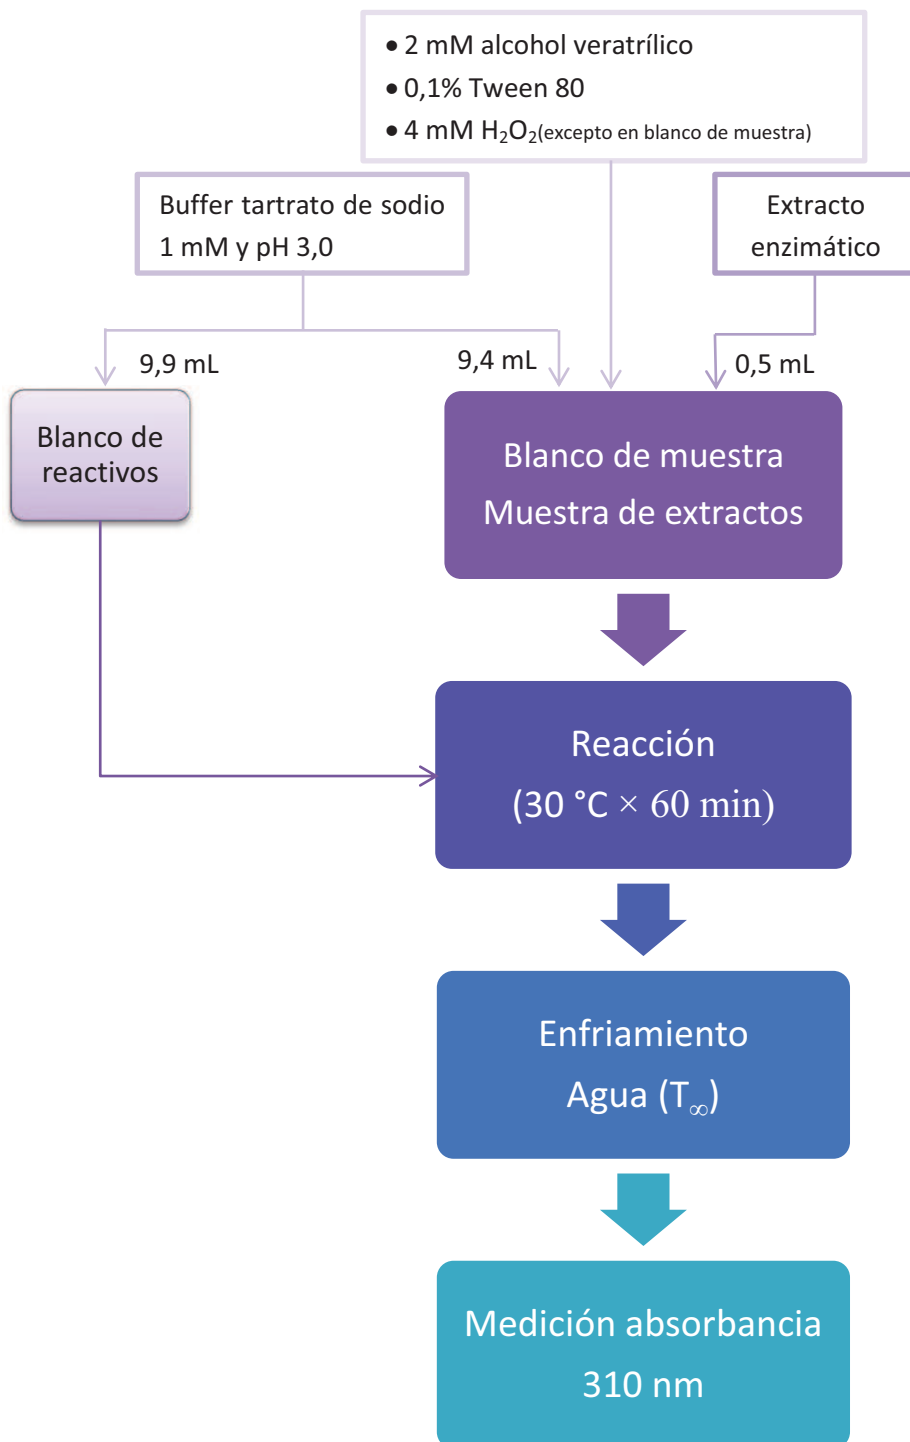 • 2 mM alcohol veratrílico
• 0,1% Tween 80
• 4 mM H₂O₂(excepto en blanco de muestra)
Buffer tartrato de sodio
1 mM y pH 3,0
Extracto
enzimático
9,9 mL
9,4 mL
0,5 mL
Blanco de
reactivos
Blanco de muestra
Muestra de extractos
Reacción
(30 °C × 60 min)
Enfriamiento
Agua (T∞)
Medición absorbancia
310 nm